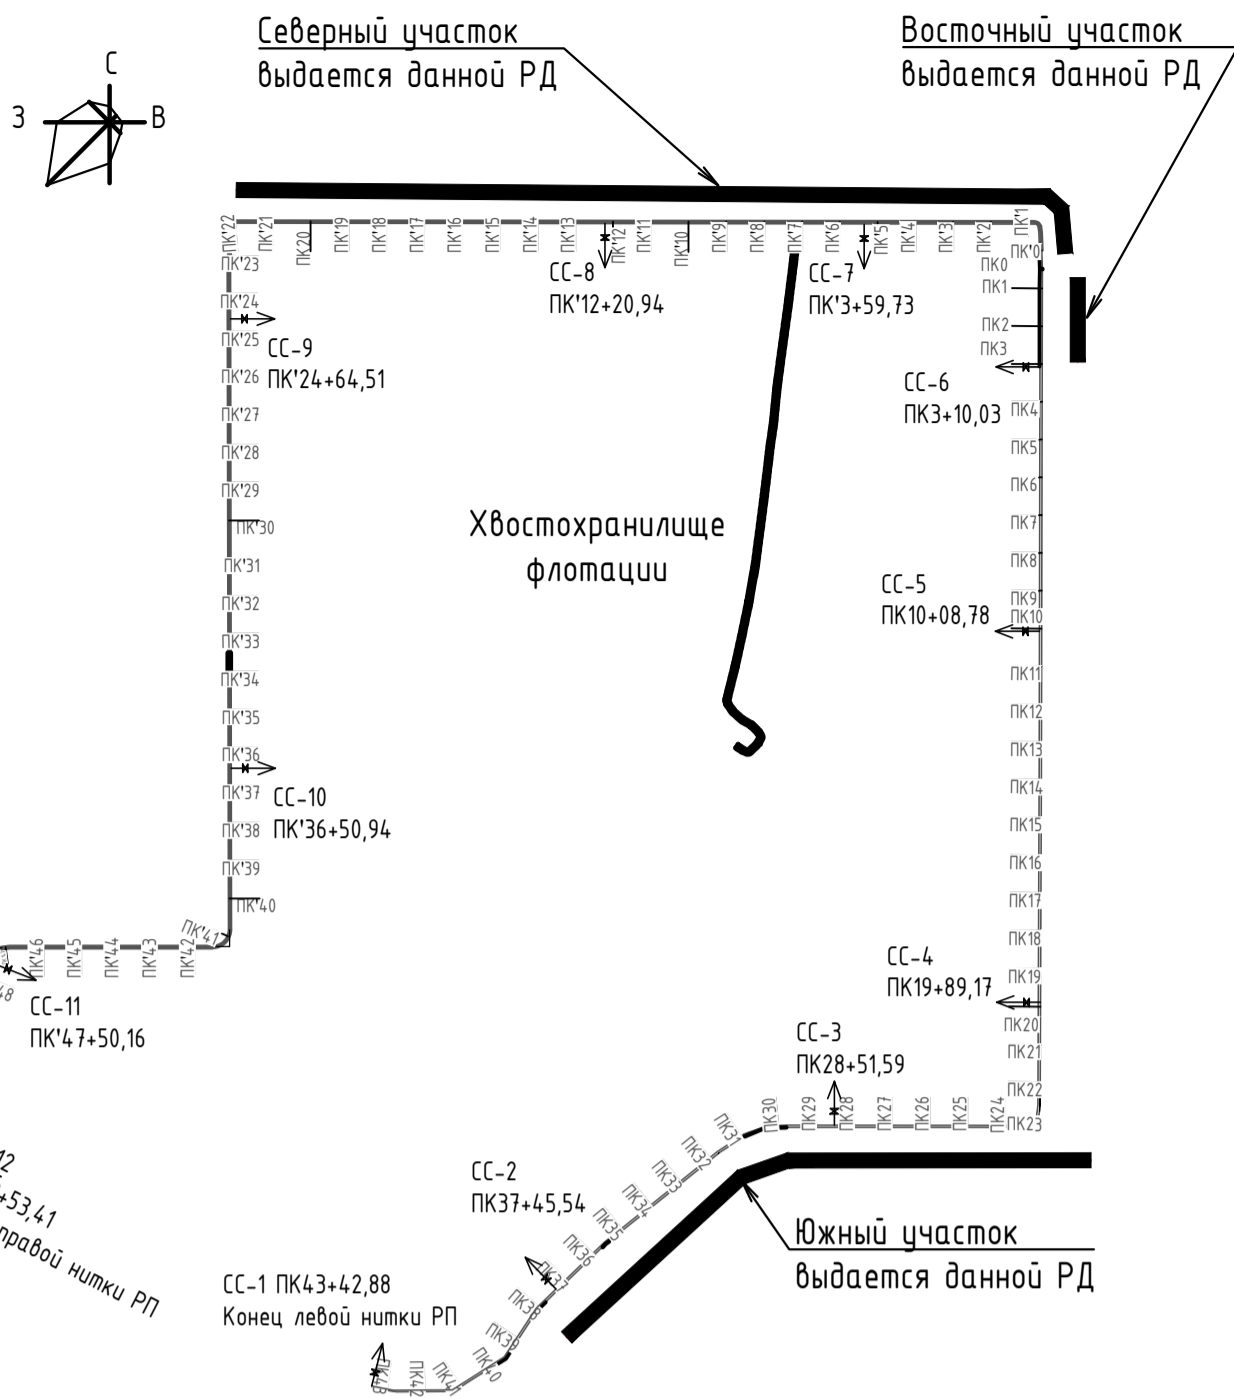 Северный участок
выдается данной РД
Восточный участок
выдается данной РД
С
З
В
ПК'22
ПК'21
ПК'20
ПК'19
ПК'18
ПК'17
ПК'16
ПК'15
ПК'14
ПК'13
ПК'12
ПК'11
ПК'10
ПК'9
ПК'8
ПК'7
ПК'6
ПК'5
ПК'4
ПК'3
ПК'2
ПК'1
ПК'0
ПК0
ПК1
ПК2
ПК3
СС-8
ПК'12+20,94
СС-7
ПК'3+59,73
ПК'23
ПК'24
ПК'25
ПК'26
ПК'27
ПК'28
ПК'29
ПК'30
ПК'31
ПК'32
ПК'33
ПК'34
ПК'35
ПК'36
ПК'37
ПК'38
ПК'39
ПК'40
ПК'41
СС-9
ПК'24+64,51
СС-6
ПК3+10,03
ПК4
ПК5
ПК6
ПК7
ПК8
ПК9
ПК10
ПК11
ПК12
ПК13
ПК14
ПК15
ПК16
ПК17
ПК18
ПК19
ПК20
ПК21
ПК22
ПК23
Хвостохранилище
флотации
СС-5
ПК10+08,78
СС-10
ПК'36+50,94
ПК'46
ПК'45
ПК'44
ПК'43
ПК'42
48
СС-11
ПК'47+50,16
СС-4
ПК19+89,17
СС-3
ПК28+51,59
ПК30
ПК29
ПК28
ПК27
ПК26
ПК25
ПК24
ПК31
ПК32
ПК33
ПК34
ПК35
ПК36
ПК37
ПК38
ПК39
ПК40
ПК41
ПК42
ПК43
СС-2
ПК37+45,54
12
+53,41
правой нитки РП
Южный участок
выдается данной РД
СС-1 ПК43+42,88
Конец левой нитки РП